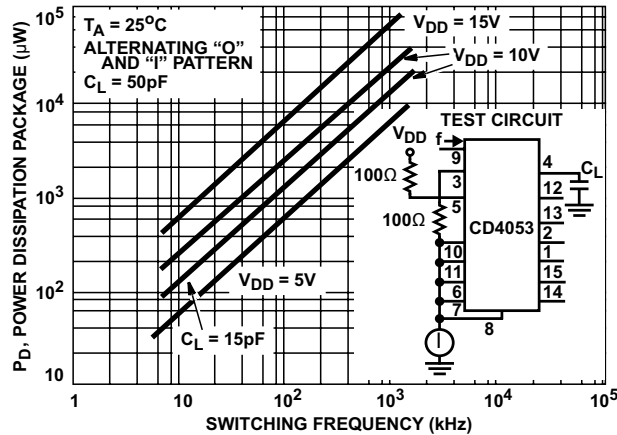 T_A = 25°C
ALTERNATING “O”
AND “I” PATTERN
C_L = 50pF
V_DD = 15V
V_DD = 10V
V_DD = 5V
C_L = 15pF
TEST CIRCUIT
V_DD
f
100Ω
100Ω
CD4053
C_L
9
3
5
10
11
6
7
8
4
12
13
2
1
15
14
I
10⁵
10⁴
10³
10²
10
1
10
10²
10³
10⁴
10⁵
P_D, POWER DISSIPATION PACKAGE (µW)
SWITCHING FREQUENCY (kHz)